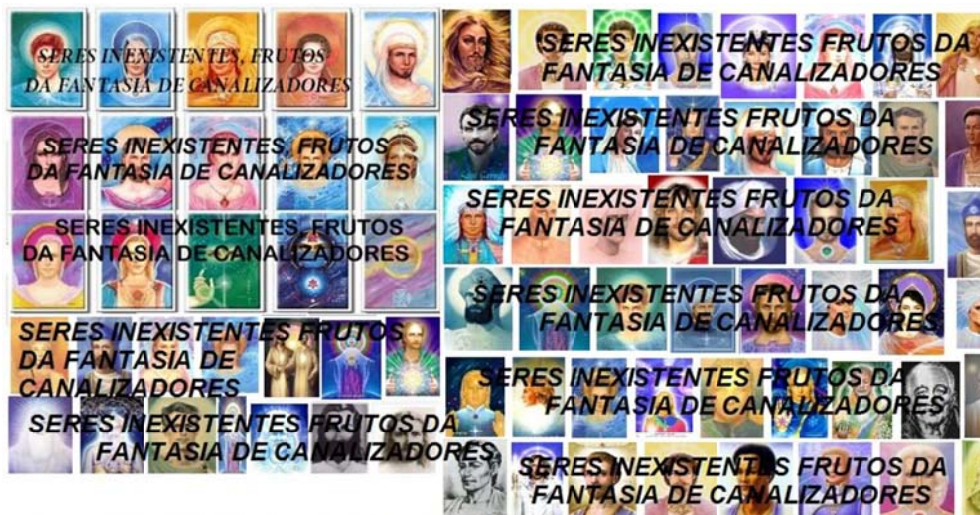 SERES INEXISTENTES, FRUTOS
DA FANTASIA DE CANALIZADORES
SERES INEXISTENTES, FRUTOS
DA FANTASIA DE CANALIZADORES
SERES INEXISTENTES, FRUTOS
DA FANTASIA DE CANALIZADORES
SERES INEXISTENTES FRUTOS
DA FANTASIA DE
CANALIZADORES
SERES INEXISTENTES FRUTOS DA
FANTASIA DE CANALIZADORES
SERES INEXISTENTES FRUTOS DA
FANTASIA DE CANALIZADORES
SERES INEXISTENTES FRUTOS DA
FANTASIA DE CANALIZADORES
SERES INEXISTENTES FRUTOS DA
FANTASIA DE CANALIZADORES
SERES INEXISTENTES FRUTOS DA
FANTASIA DE CANALIZADORES
SERES INEXISTENTES FRUTOS DA
FANTASIA DE CANALIZADORES
SERES INEXISTENTES FRUTOS DA
FANTASIA DE CANALIZADORES